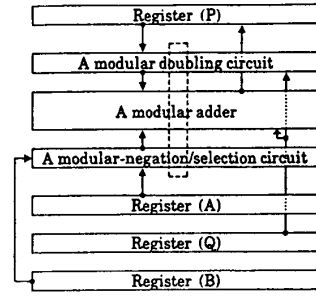 Register (P)
A modular doubling circuit
A modular adder
A modular-negation/selection circuit
Register (A)
Register (Q)
Register (B)